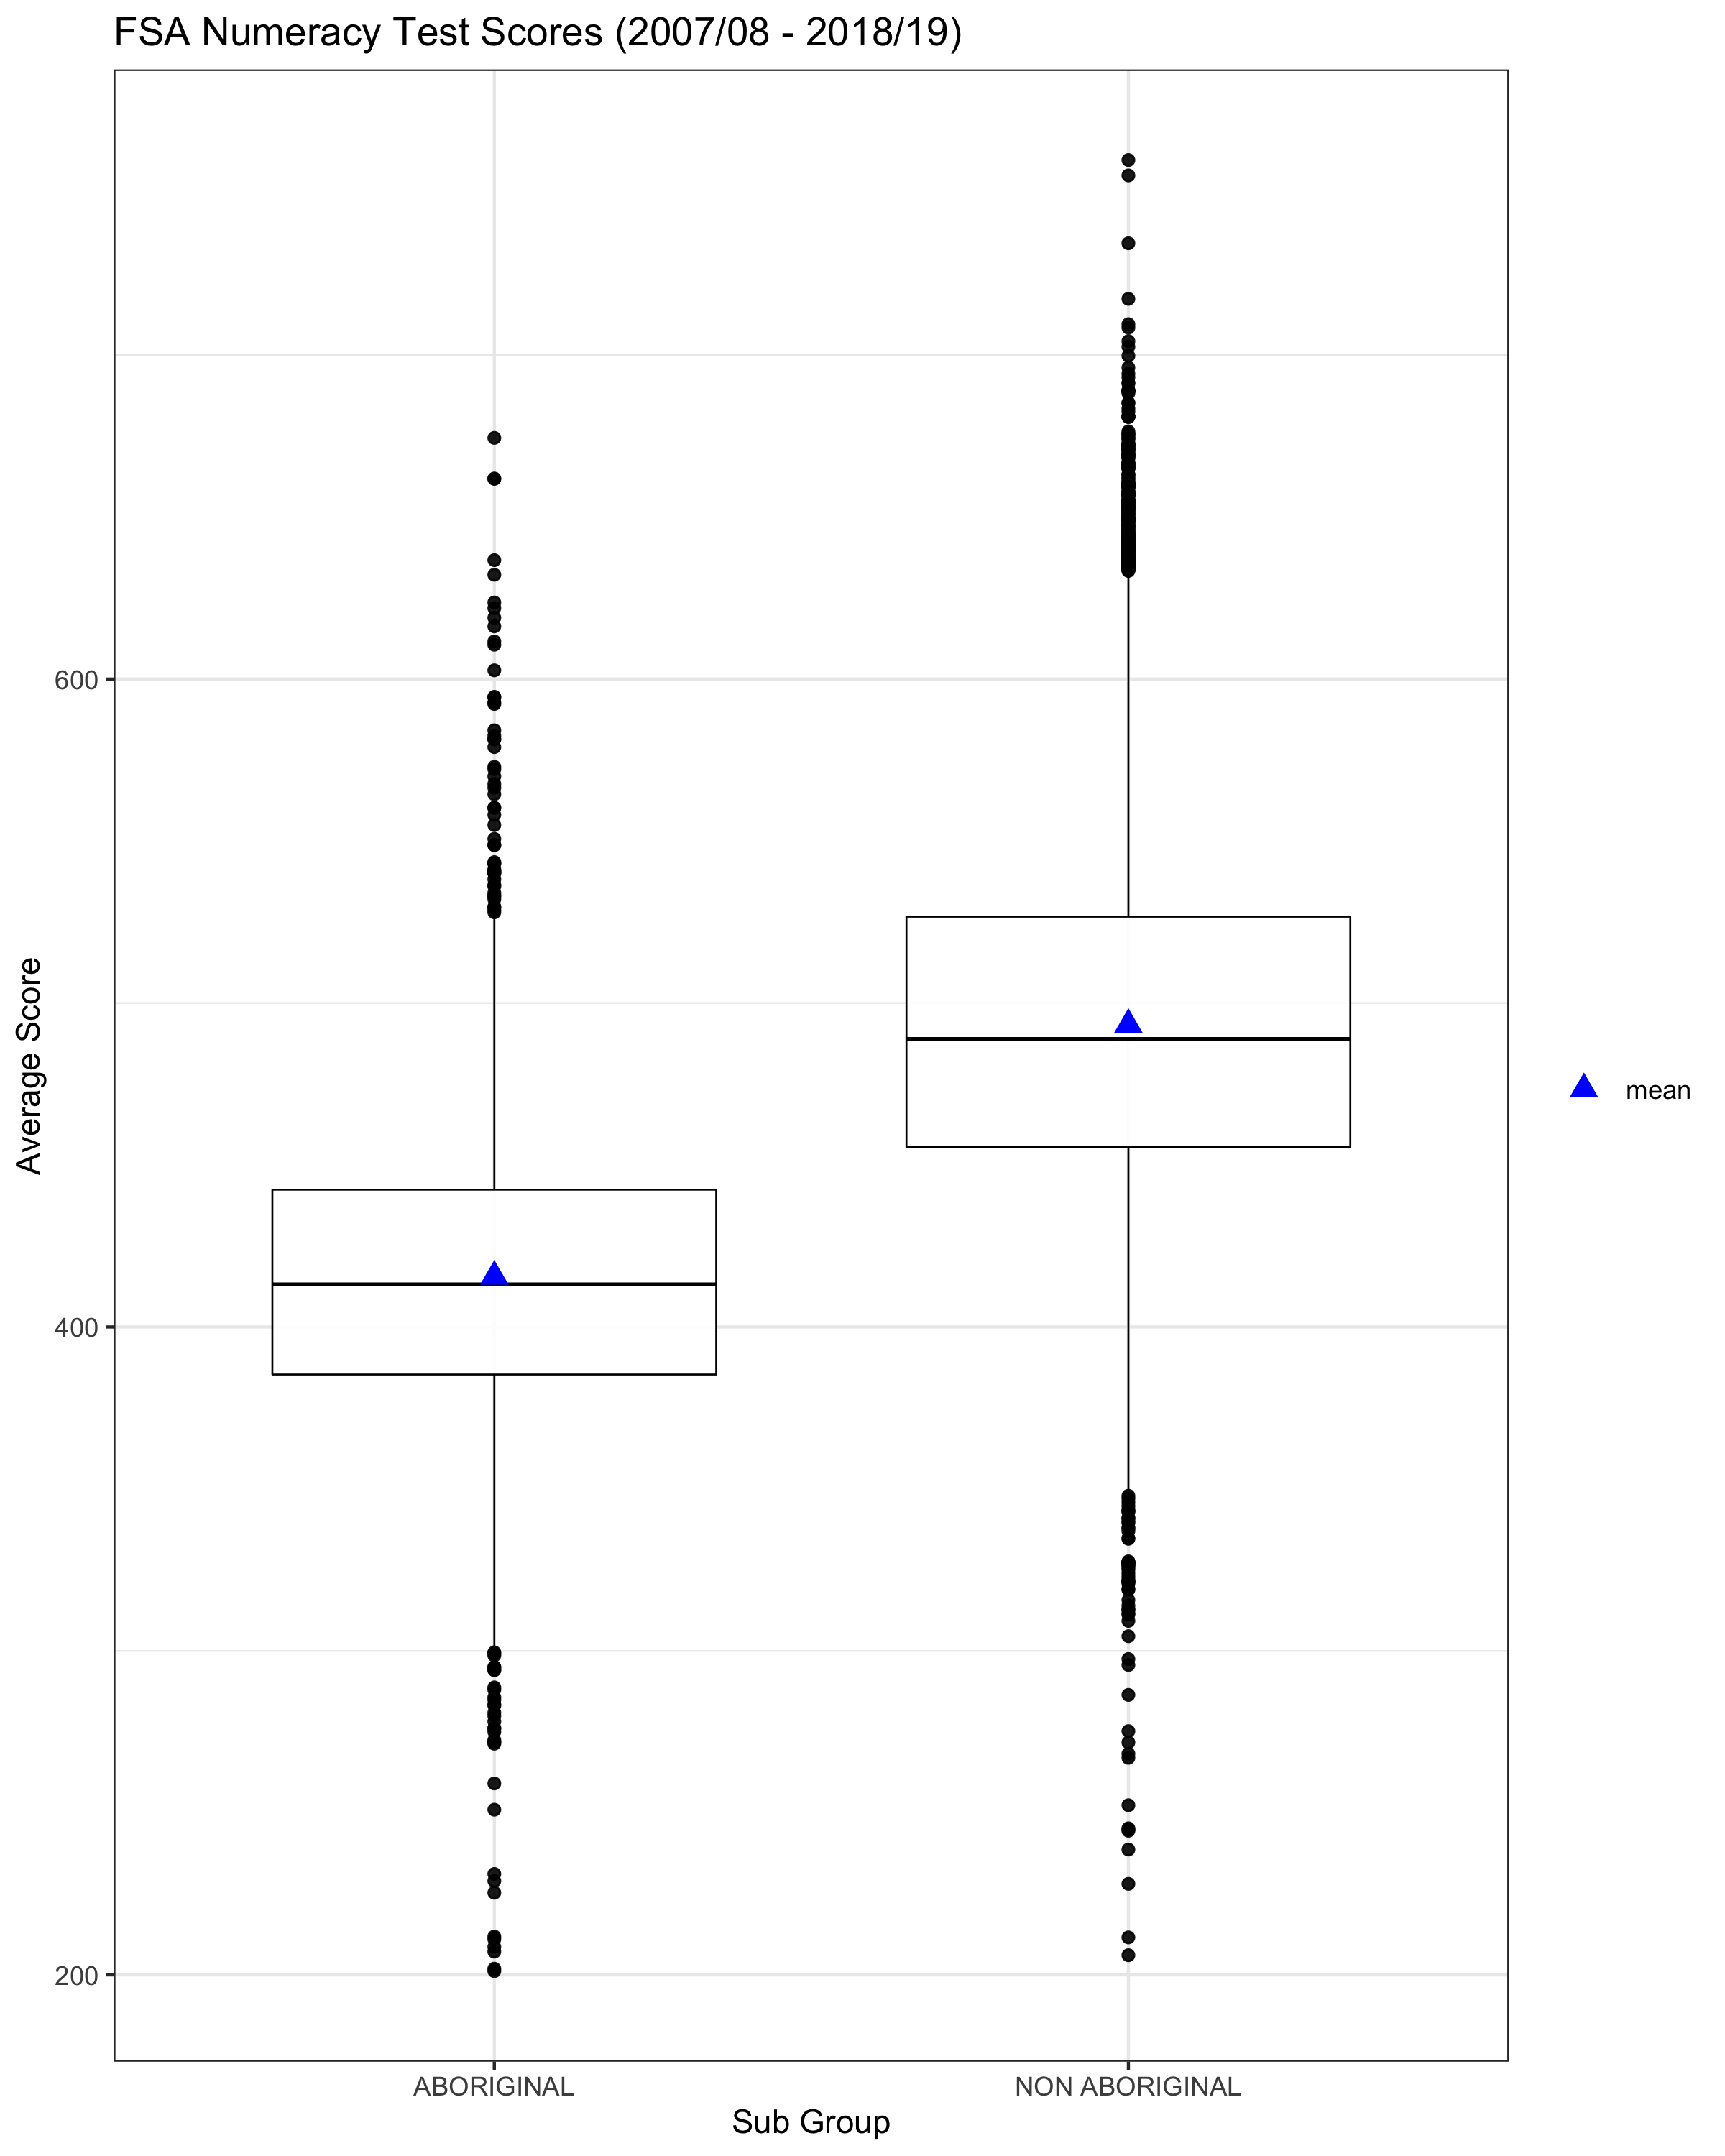 FSA Numeracy Test Scores (2007/08 - 2018/19)
Average Score
600
400
200
ABORIGINAL
NON ABORIGINAL
Sub Group
mean